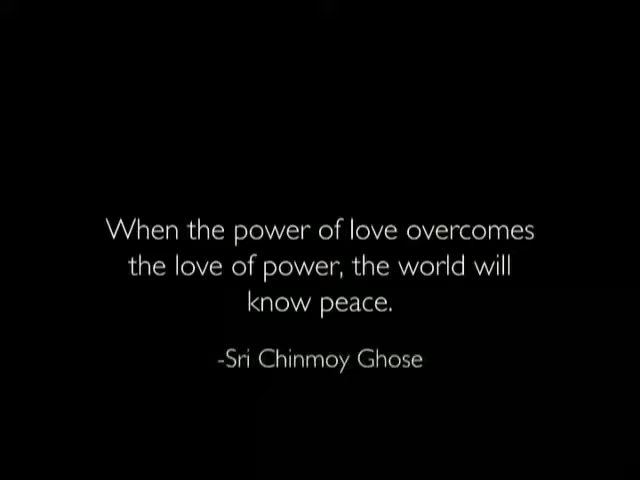 When the power of love overcomes
the love of power, the world will
know peace.
-Sri Chinmoy Ghose